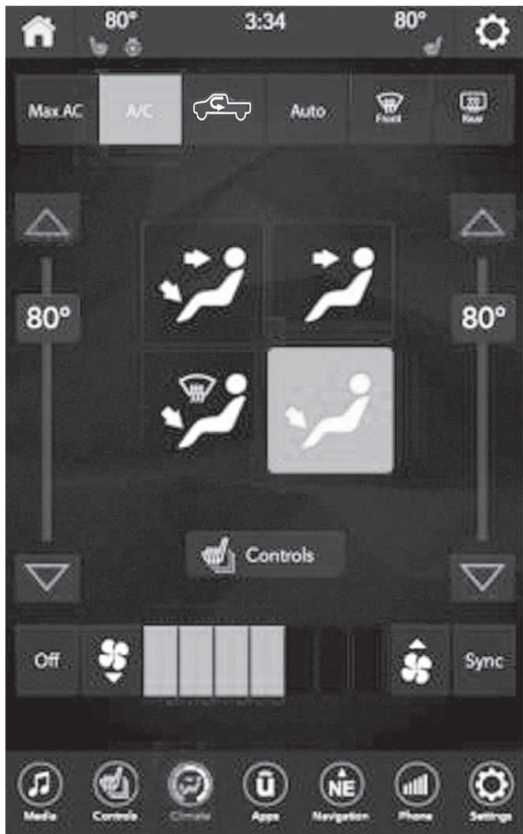 80° 3:34 80°
Max AC A/C Auto Front Rear
80° 80°
Controls
Off Sync
ū NE
Media Controls Climate Apps Navigation Phone Settings